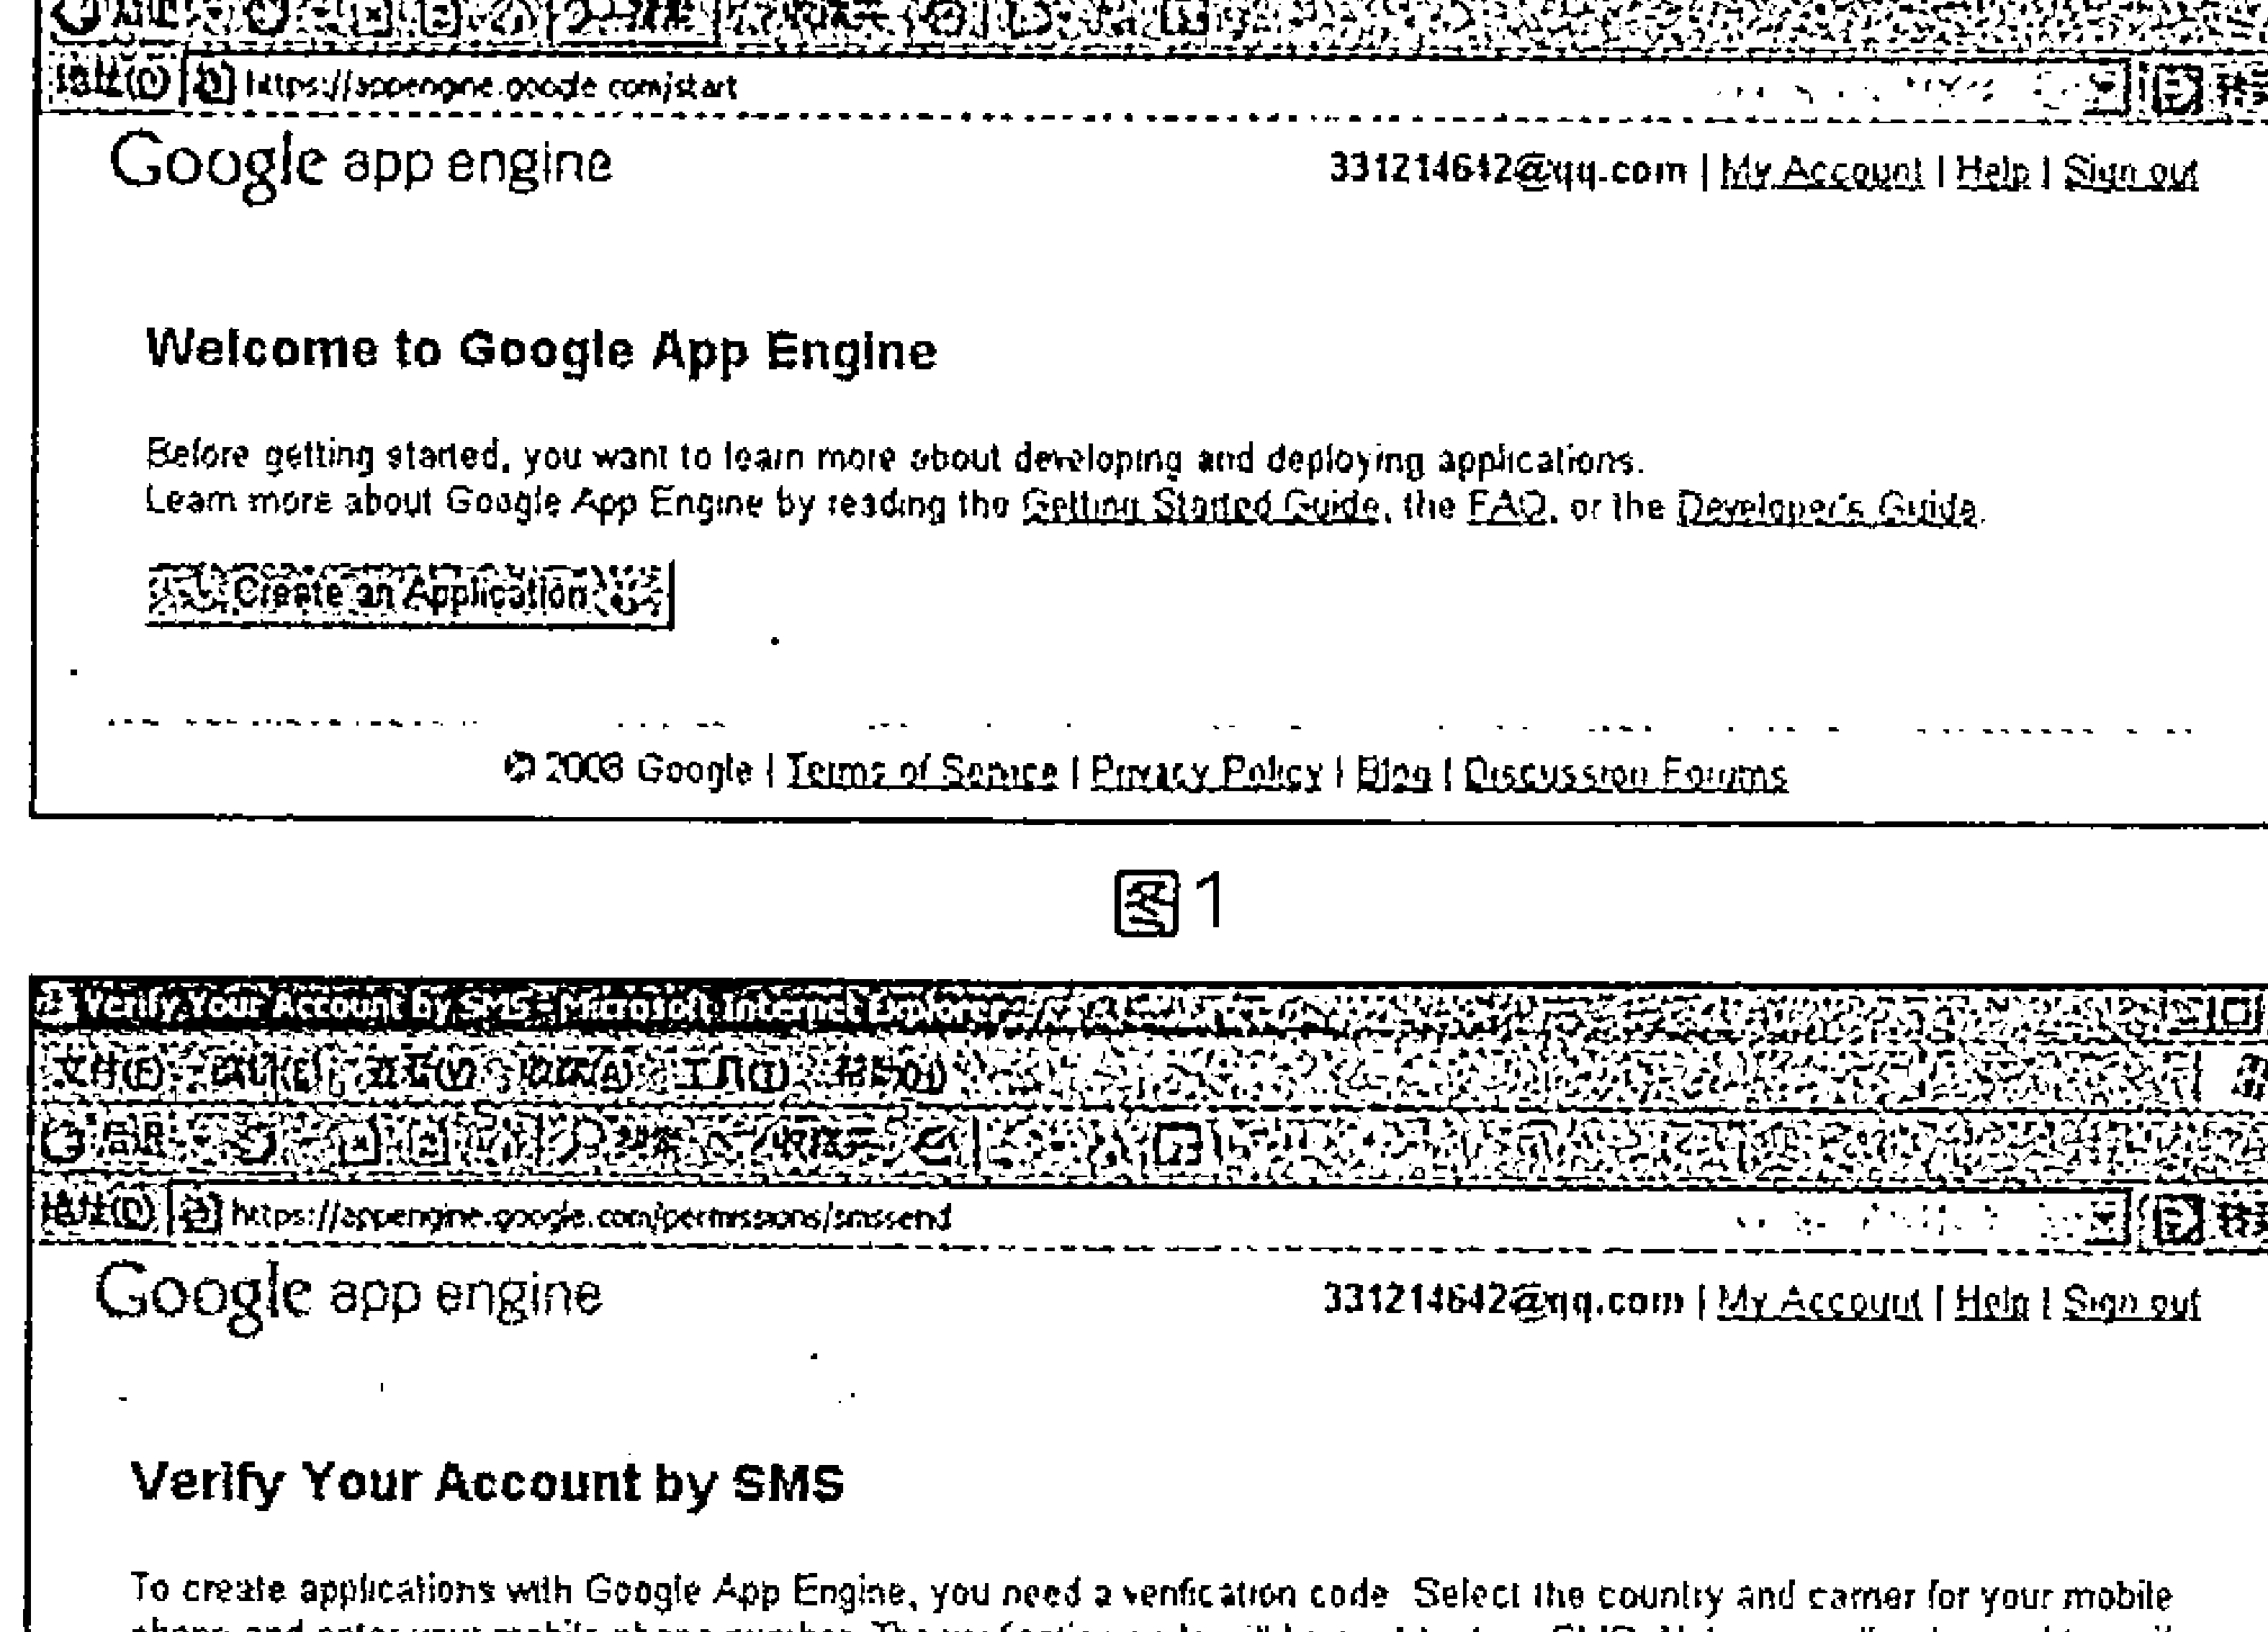 https://appengine.google.com/start
Google app engine
331214642@qq.com | My Account | Help | Sign out
Welcome to Google App Engine
Before getting started, you want to learn more about developing and deploying applications.
Learn more about Google App Engine by reading the Getting Started Guide, the FAQ, or the Developer's Guide.
Create an Application
© 2008 Google | Terms of Service | Privacy Policy | Blog | Discussion Forums
图1
Verify Your Account by SMS - Microsoft Internet Explorer
https://appengine.google.com/permissions/smssend
Google app engine
331214642@qq.com | My Account | Help | Sign out
Verify Your Account by SMS
To create applications with Google App Engine, you need a verification code Select the country and carrier for your mobile